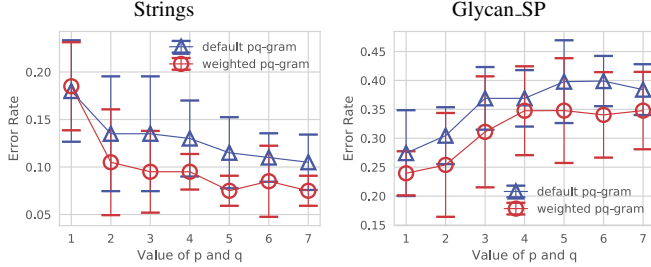 Strings
Glycan_SP
Error Rate
0.20
0.15
0.10
0.05
default pq-gram
weighted pq-gram
1 2 3 4 5 6 7
Value of p and q
Error Rate
0.45
0.40
0.35
0.30
0.25
0.20
0.15
default pq-gram
weighted pq-gram
1 2 3 4 5 6 7
Value of p and q